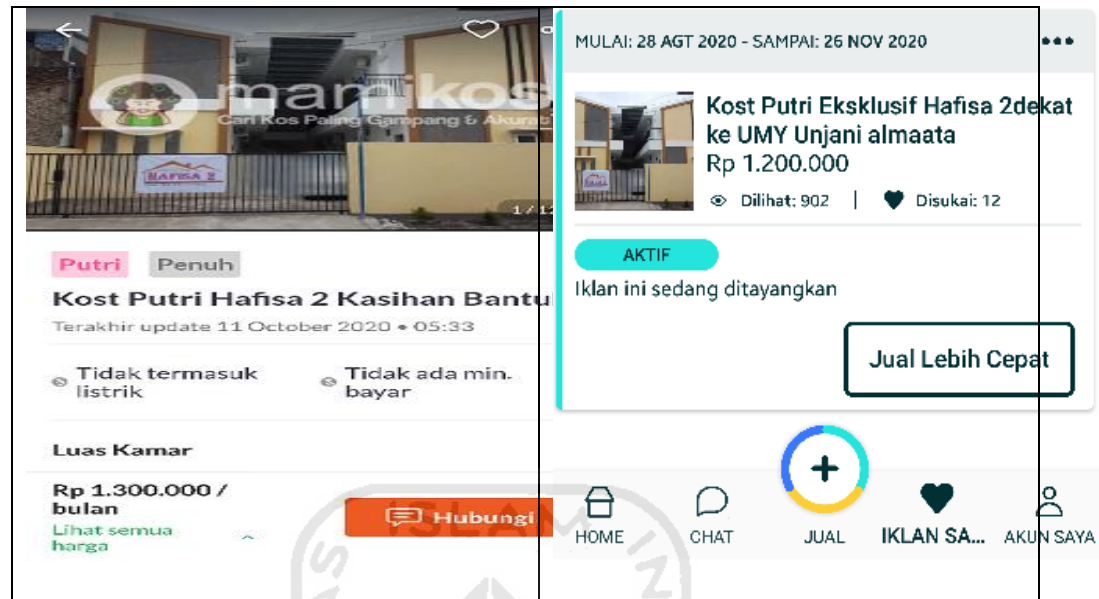 mamikos
Cari Kos Paling Gampang & Akurat
HAFISA 2
1/12
Putri Penuh
Kost Putri Hafisa 2 Kasihan Bantul
Terakhir update 11 October 2020 • 05:33
Tidak termasuk
listrik
Tidak ada min.
bayar
Luas Kamar
Rp 1.300.000 /
bulan
Lihat semua
harga
Hubungi
MULAI: 28 AGT 2020 - SAMPAI: 26 NOV 2020
Kost Putri Eksklusif Hafisa 2dekat
ke UMY Unjani almaata
Rp 1.200.000
Dilihat: 902 | Disukai: 12
AKTIF
Iklan ini sedang ditayangkan
Jual Lebih Cepat
HOME CHAT JUAL IKLAN SA... AKUN SAYA
ISLAM